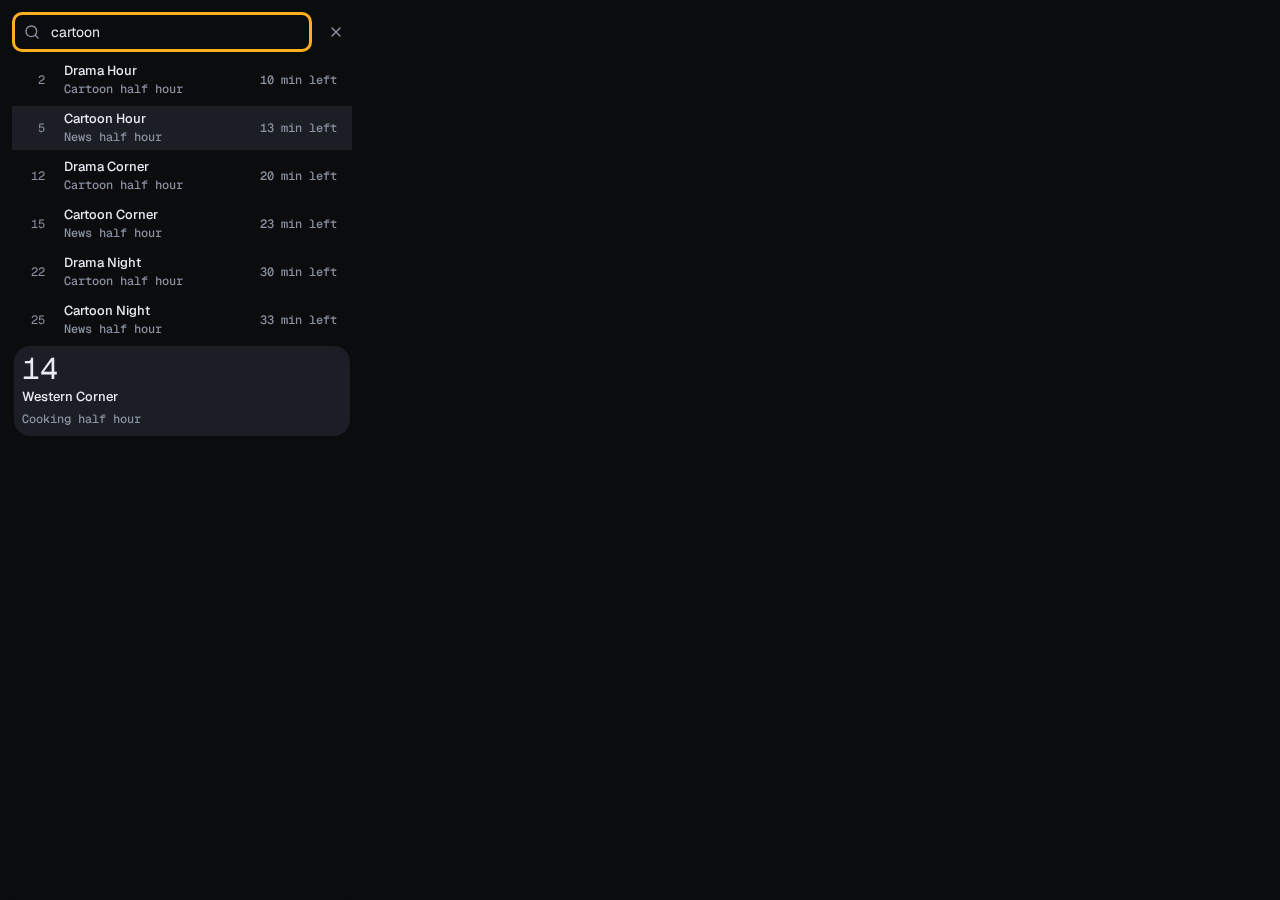 cartoon
2
Drama Hour
Cartoon half hour
10 min left
5
Cartoon Hour
News half hour
13 min left
12
Drama Corner
Cartoon half hour
20 min left
15
Cartoon Corner
News half hour
23 min left
22
Drama Night
Cartoon half hour
30 min left
25
Cartoon Night
News half hour
33 min left
14
Western Corner
Cooking half hour